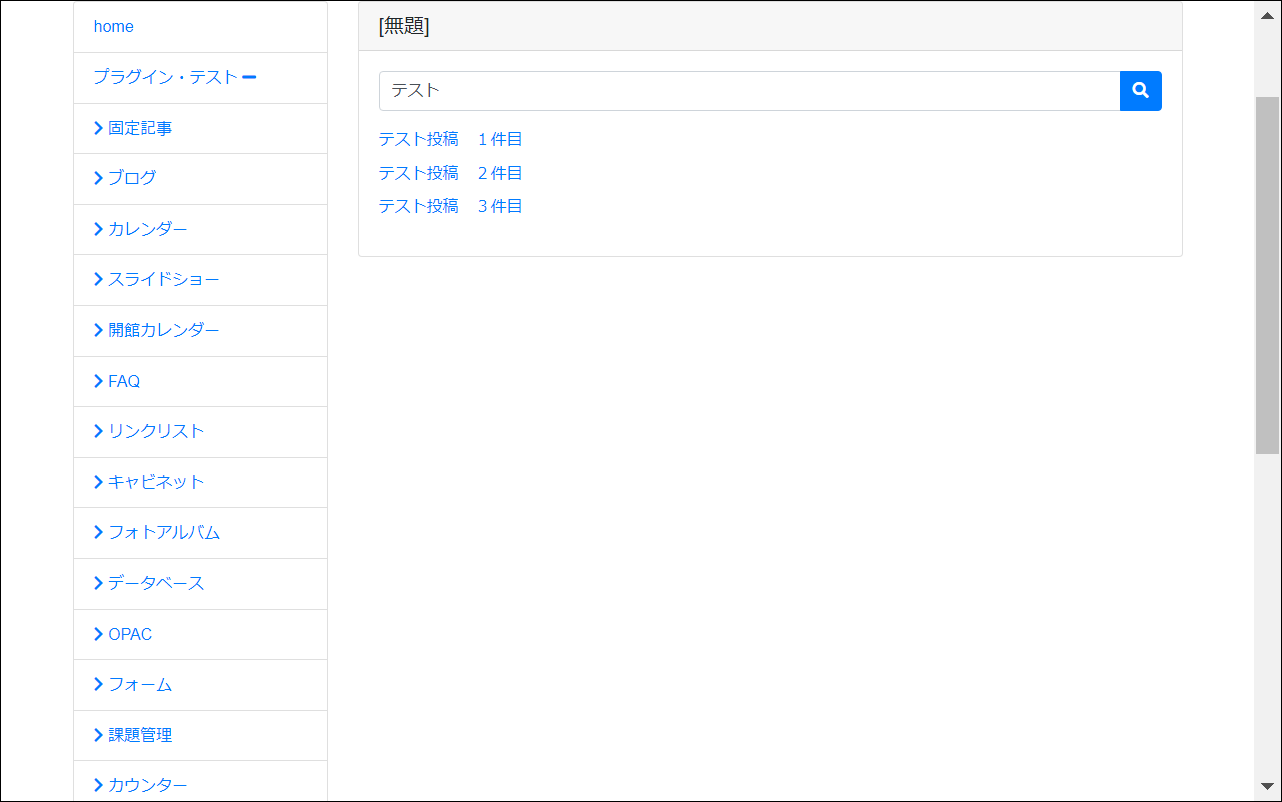 home
プラグイン・テスト
固定記事
ブログ
カレンダー
スライドショー
開館カレンダー
FAQ
リンクリスト
キャビネット
フォトアルバム
データベース
OPAC
フォーム
課題管理
カウンター
[無題]
テスト
テスト投稿　１件目
テスト投稿　２件目
テスト投稿　３件目